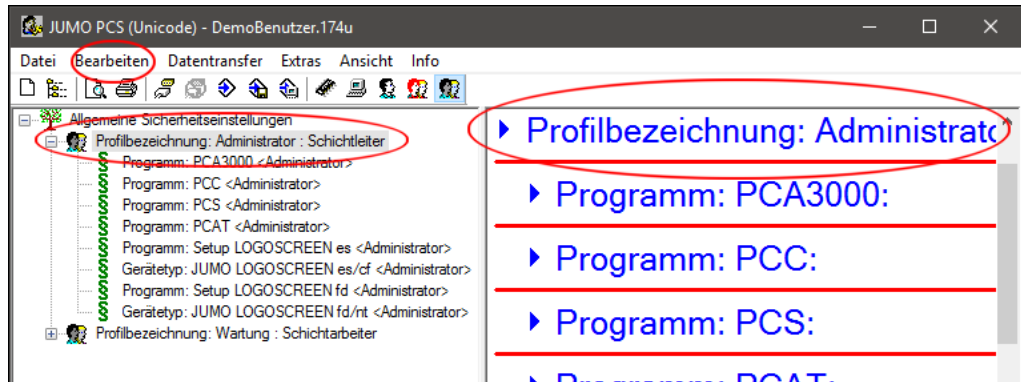 JUMO PCS (Unicode) - DemoBenutzer.174u
Datei Bearbeiten Datentransfer Extras Ansicht Info
Allgemeine Sicherheitseinstellungen
Profilbezeichnung: Administrator : Schichtleiter
Programm: PCA3000 <Administrator>
Programm: PCC <Administrator>
Programm: PCS <Administrator>
Programm: PCAT <Administrator>
Programm: Setup LOGOSCREEN es <Administrator>
Gerätetyp: JUMO LOGOSCREEN es/cf <Administrator>
Programm: Setup LOGOSCREEN fd <Administrator>
Gerätetyp: JUMO LOGOSCREEN fd/nt <Administrator>
Profilbezeichnung: Wartung : Schichtarbeiter
Profilbezeichnung: Administrato
Programm: PCA3000:
Programm: PCC:
Programm: PCS:
Programm: PCAT: